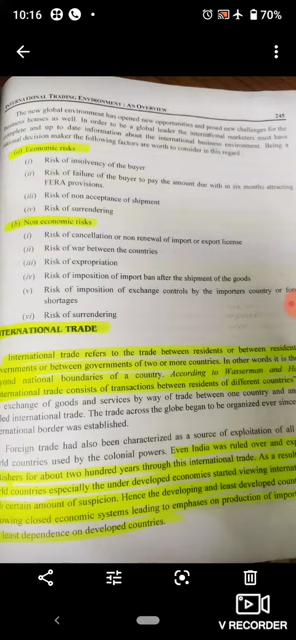 10:16
70%
INTERNATIONAL TRADING ENVIRONMENT : AN OVERVIEW
245
The new global environment has opened new opportunities and posed new challenges for the
business houses as well. In order to be a global leader the international marketers must have
complete and up to date information about the international business environment. Being a
national decision maker the following factors are worth to consider in this regard
(a) Economic risks
(i) Risk of insolvency of the buyer
(ii) Risk of failure of the buyer to pay the amount due with in six months attracting
FERA provisions.
(iii) Risk of non acceptance of shipment
(iv) Risk of surrendering
(b) Non economic risks
(i) Risk of cancellation or non renewal of import or export license
(ii) Risk of war between the countries
(iii) Risk of expropriation
(iv) Risk of imposition of import ban after the shipment of the goods
(v) Risk of imposition of exchange controls by the importers country or
shortages
(vi) Risk of surrendering
NTERNATIONAL TRADE
International trade refers to the trade between residents or between
vernments or between governments of two or more countries. In other words it is the
yond national boundaries of a country. According to Wasserman and
ternational trade consists of transactions between residents of different countries"
exchange of goods and services by way of trade between one country and
led international trade. The trade across the globe began to be organized ever since
ernational border was established.
Foreign trade had also been characterized as a source of exploitation of all
ld countries used by the colonial powers. Even India was ruled over and
tishers for about two hundred years through this international trade. As a
ld countries especially the under developed economies started viewing
certain amount of suspicion. Hence the developing and least developed
owing closed economic systems leading to emphases on production of
least dependence on developed countries.
V RECORDER